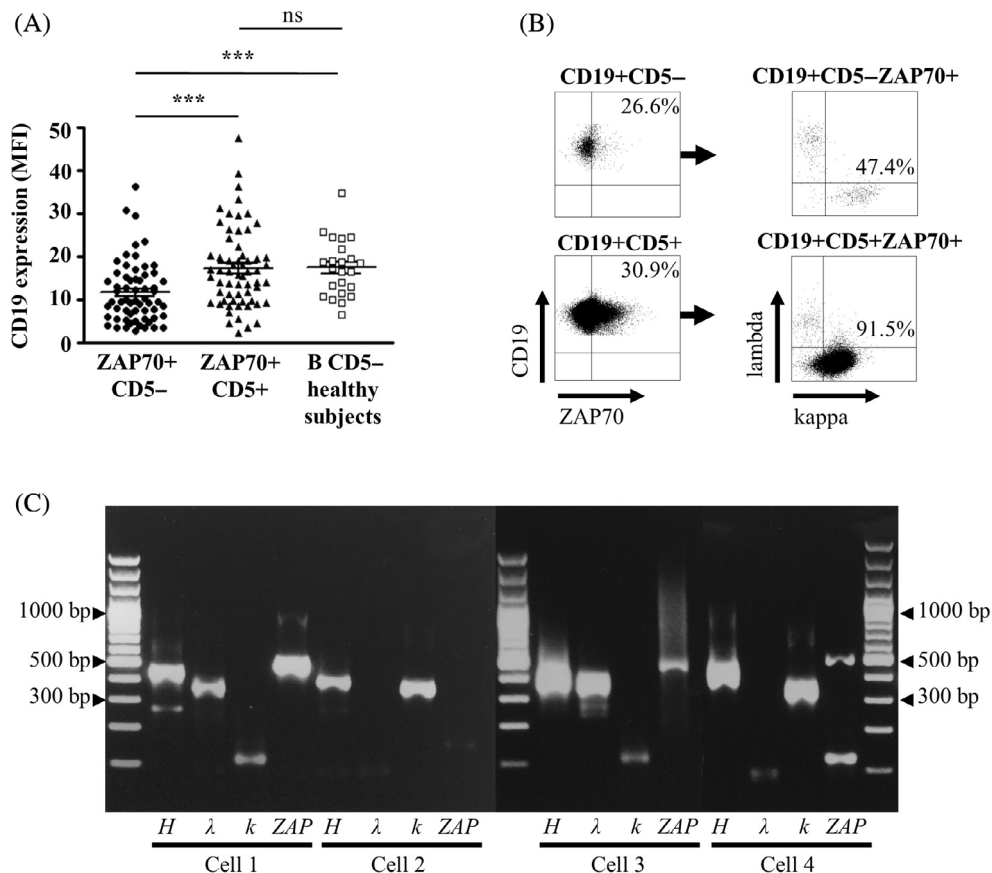 (A)
ns
***
***
CD19 expression (MFI)
50
40
30
20
10
0
ZAP70+
CD5−
ZAP70+
CD5+
B CD5−
healthy
subjects
(B)
CD19+CD5−
26.6%
CD19+CD5−ZAP70+
47.4%
CD19+CD5+
30.9%
CD19+CD5+ZAP70+
91.5%
CD19
ZAP70
lambda
kappa
(C)
1000 bp
500 bp
300 bp
1000 bp
500 bp
300 bp
H λ k ZAP H λ k ZAP H λ k ZAP H λ k ZAP
Cell 1 Cell 2 Cell 3 Cell 4